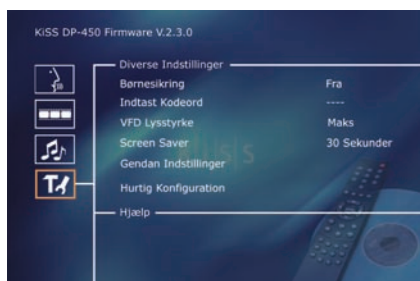 KiSS DP-450 Firmware V.2.3.0
Diverse Indstillinger
Børnesikring Fra
Indtast Kodeord ----
VFD Lysstyrke Maks
Screen Saver 30 Sekunder
Gendan Indstillinger
Hurtig Konfiguration
Hjælp